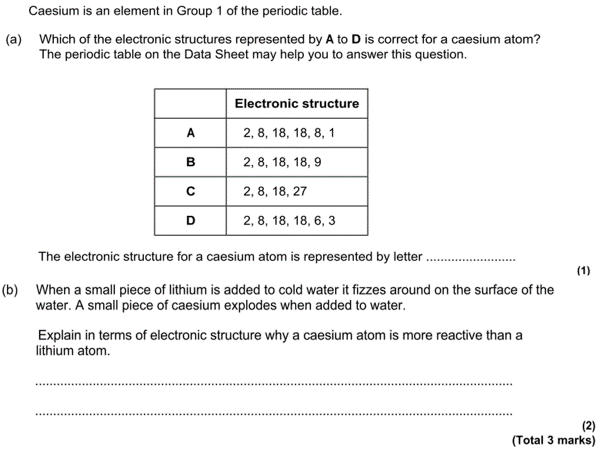 Caesium is an element in Group 1 of the periodic table.
(a) Which of the electronic structures represented by A to D is correct for a caesium atom?
The periodic table on the Data Sheet may help you to answer this question.
Electronic structure
A 2, 8, 18, 18, 8, 1
B 2, 8, 18, 18, 9
C 2, 8, 18, 27
D 2, 8, 18, 18, 6, 3
The electronic structure for a caesium atom is represented by letter .........................
(1)
(b) When a small piece of lithium is added to cold water it fizzes around on the surface of the
water. A small piece of caesium explodes when added to water.
Explain in terms of electronic structure why a caesium atom is more reactive than a
lithium atom.
....................................................................................................................................
....................................................................................................................................
(2)
(Total 3 marks)